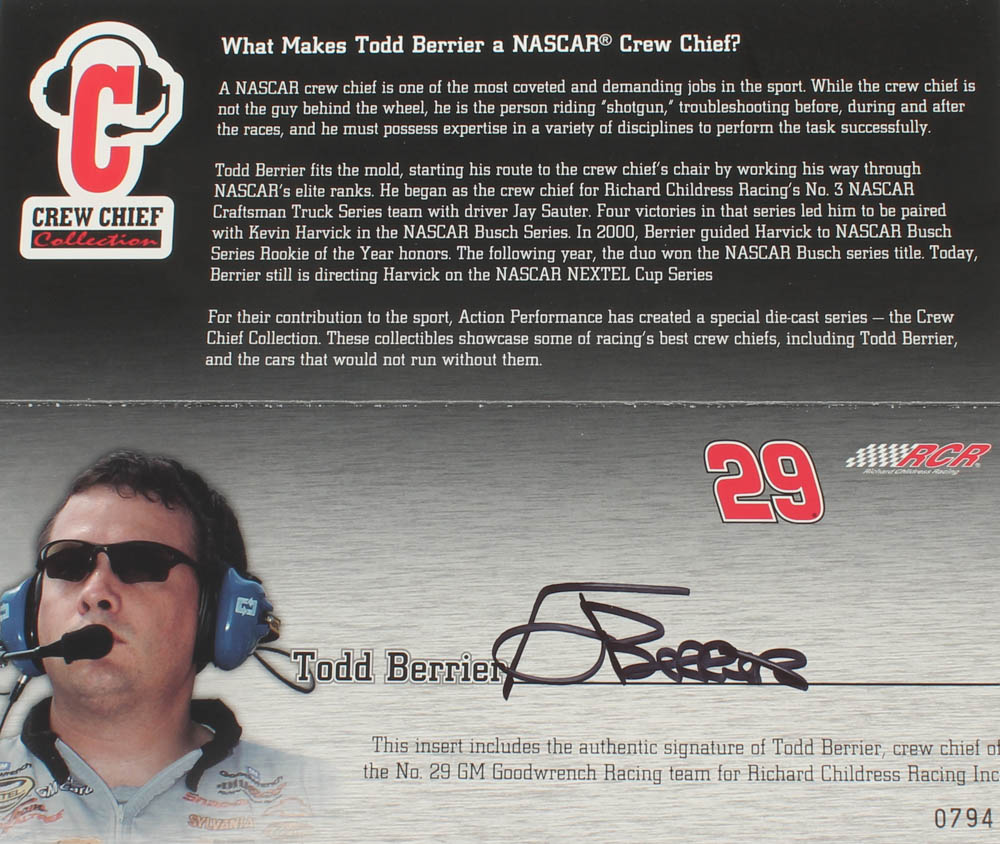 C
CREW CHIEF
Collection
What Makes Todd Berrier a NASCAR® Crew Chief?
A NASCAR crew chief is one of the most coveted and demanding jobs in the sport. While the crew chief is
not the guy behind the wheel, he is the person riding "shotgun," troubleshooting before, during and after
the races, and he must possess expertise in a variety of disciplines to perform the task successfully.
Todd Berrier fits the mold, starting his route to the crew chief's chair by working his way through
NASCAR's elite ranks. He began as the crew chief for Richard Childress Racing's No. 3 NASCAR
Craftsman Truck Series team with driver Jay Sauter. Four victories in that series led him to be paired
with Kevin Harvick in the NASCAR Busch Series. In 2000, Berrier guided Harvick to NASCAR Busch
Series Rookie of the Year honors. The following year, the duo won the NASCAR Busch series title. Today,
Berrier still is directing Harvick on the NASCAR NEXTEL Cup Series
For their contribution to the sport, Action Performance has created a special die-cast series – the Crew
Chief Collection. These collectibles showcase some of racing's best crew chiefs, including Todd Berrier,
and the cars that would not run without them.
29
RCR
Richard Childress Racing
Todd Berrier
T Berrier
This insert includes the authentic signature of Todd Berrier, crew chief of
the No. 29 GM Goodwrench Racing team for Richard Childress Racing Inc
0794
SYLVANIA